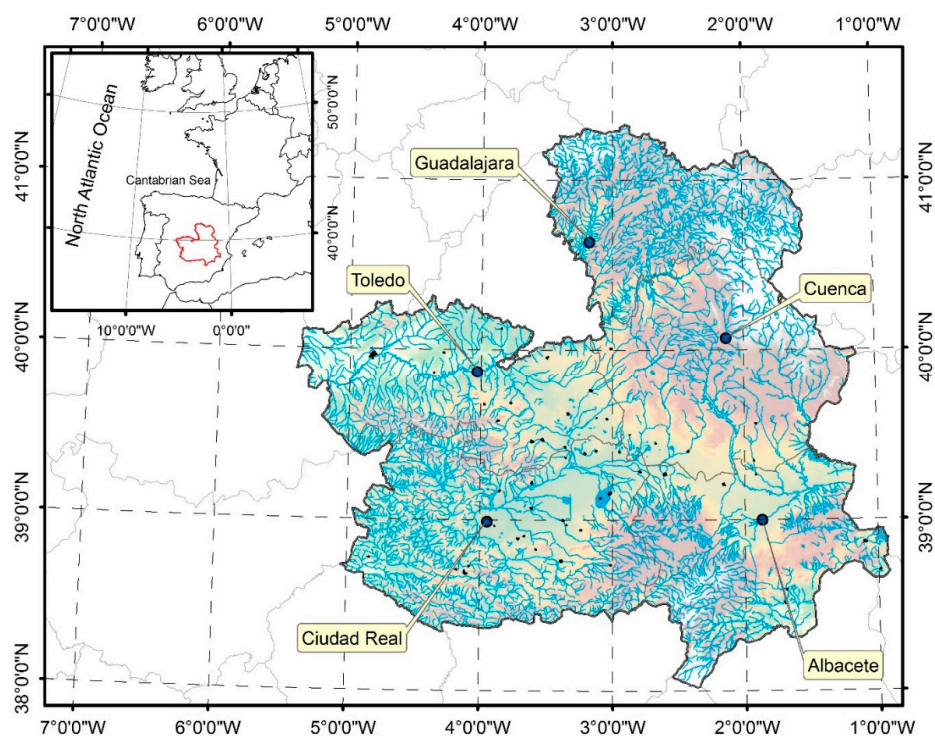 7°0'0"W 6°0'0"W 5°0'0"W 4°0'0"W 3°0'0"W 2°0'0"W 1°0'0"W
North Atlantic Ocean
Cantabrian Sea
50°0'0"N
40°0'0"N
10°0'0"W 0°0'0"W
41°0'0"N
40°0'0"N
39°0'0"N
38°0'0"N
Guadalajara
Toledo
Cuenca
Ciudad Real
Albacete
41°0'0"N
40°0'0"N
39°0'0"N
7°0'0"W 6°0'0"W 5°0'0"W 4°0'0"W 3°0'0"W 2°0'0"W 1°0'0"W